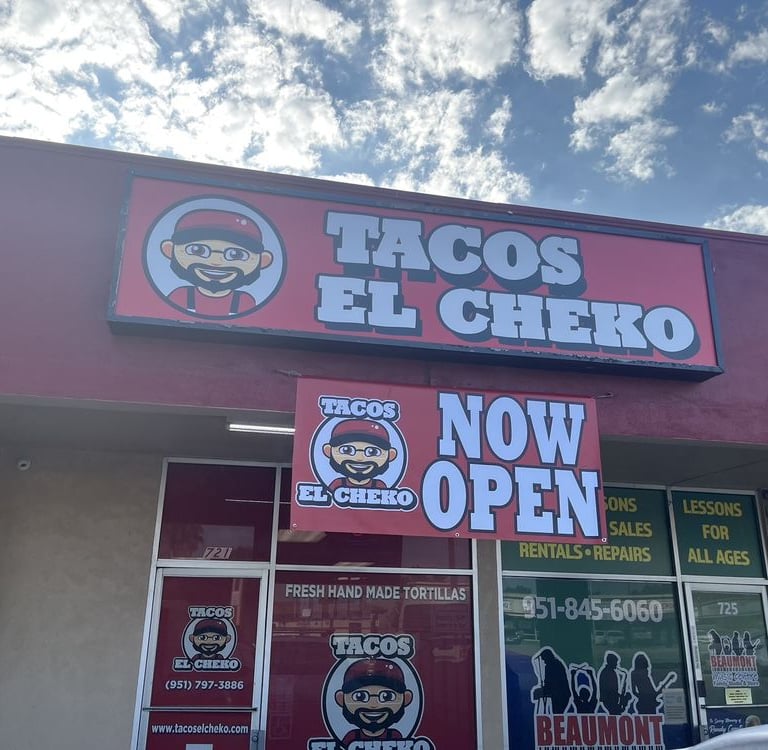 TACOS
EL CHEKO
TACOS
EL CHEKO
NOW
OPEN
721
TACOS
EL CHEKO
(951) 797-3886
www.tacoselcheko.com
FRESH HAND MADE TORTILLAS
TACOS
EL CHEKO
SALES
RENTALS • REPAIRS
951-845-6060
BEAUMONT
LESSONS
FOR
ALL AGES
725
BEAUMONT